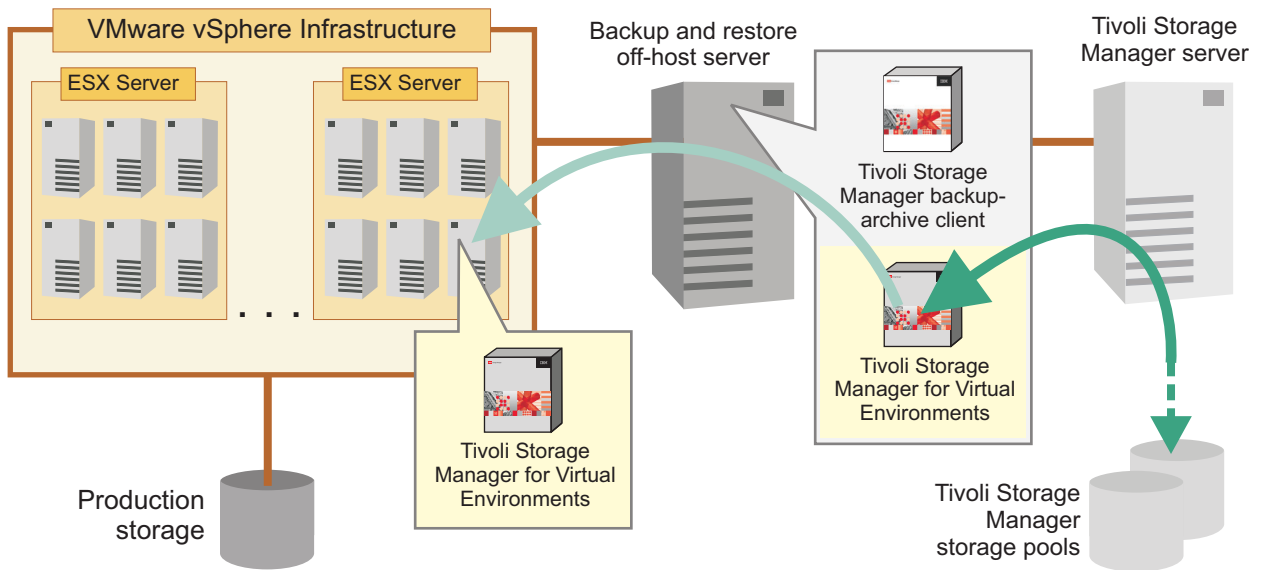 VMware vSphere Infrastructure
ESX Server
ESX Server
. . .
Backup and restore
off-host server
Tivoli Storage
Manager server
Tivoli Storage
Manager backup-
archive client
Tivoli Storage
Manager for Virtual
Environments
Tivoli Storage
Manager for Virtual
Environments
Production
storage
Tivoli Storage
Manager
storage pools